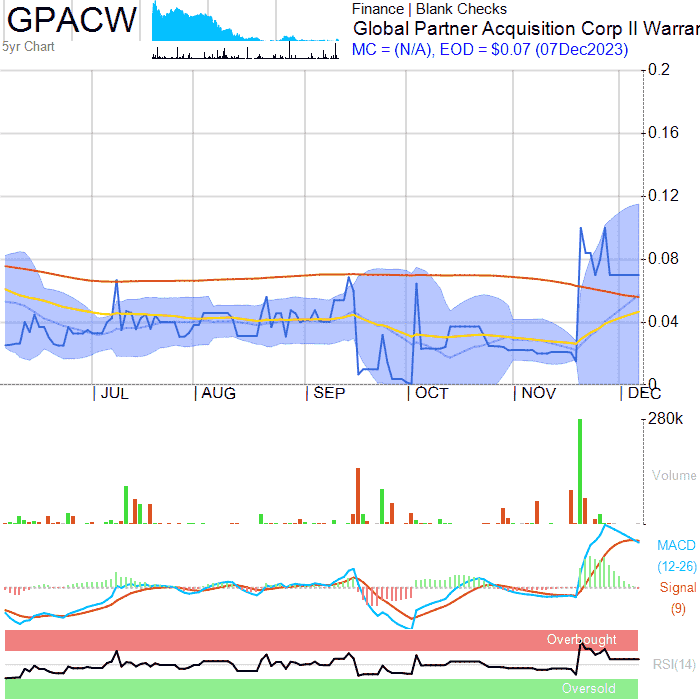 GPACW
5yr Chart
Finance | Blank Checks
Global Partner Acquisition Corp II Warrar
MC = (N/A), EOD = $0.07 (07Dec2023)
0.2
0.16
0.12
0.08
0.04
0
JUL AUG SEP OCT NOV DEC
280k
Volume
MACD
(12-26)
Signal
(9)
Overbought
RSI(14)
Oversold